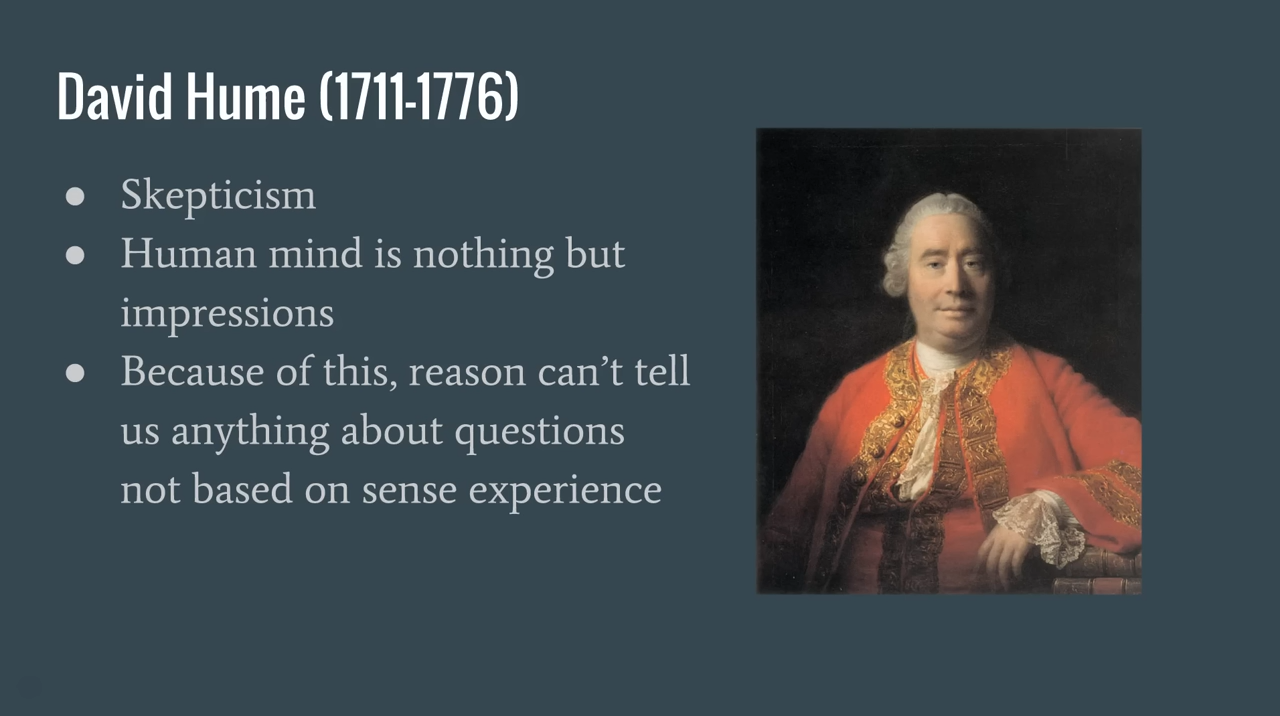 David Hume (1711-1776)
● Skepticism
● Human mind is nothing but
impressions
● Because of this, reason can’t tell
us anything about questions
not based on sense experience